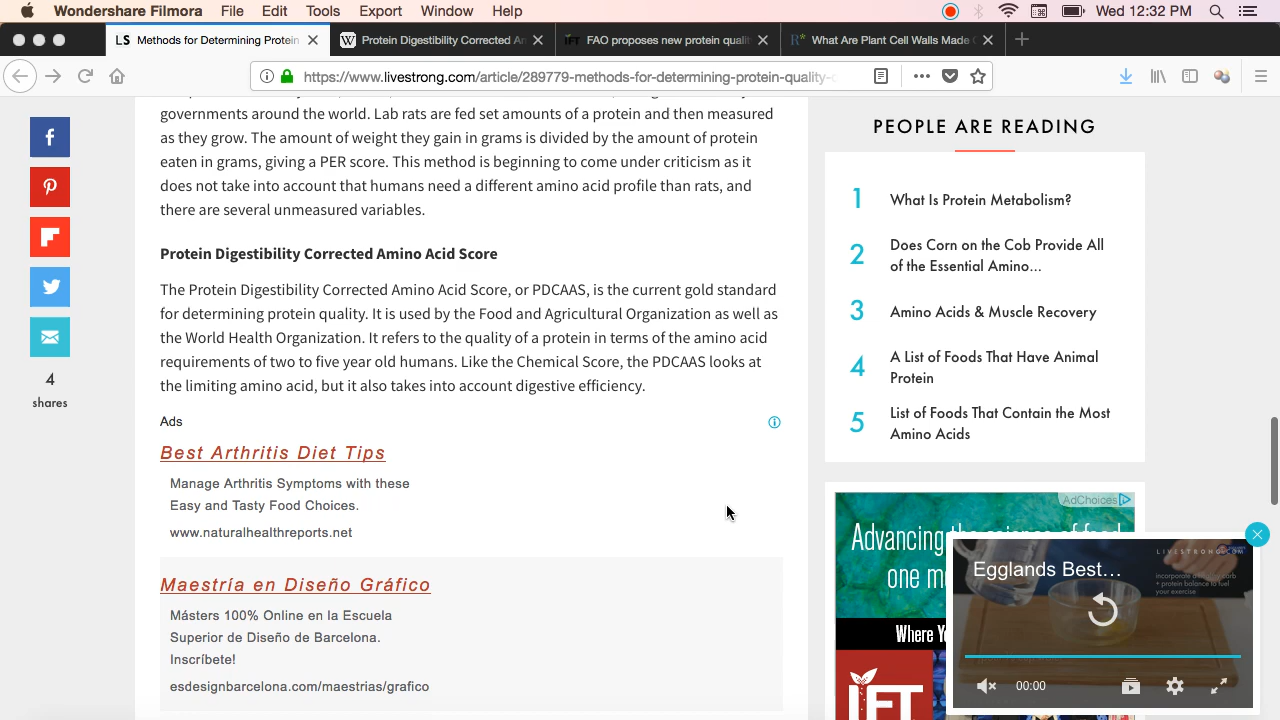 Wondershare Filmora File Edit Tools Export Window Help Wed 12:32 PM
LS Methods for Determining Protein
W Protein Digestibility Corrected An
IFT FAO proposes new protein quali
R* What Are Plant Cell Walls Made
https://www.livestrong.com/article/289779-methods-for-determining-protein-quality-
governments around the world. Lab rats are fed set amounts of a protein and then measured
as they grow. The amount of weight they gain in grams is divided by the amount of protein
eaten in grams, giving a PER score. This method is beginning to come under criticism as it
does not take into account that humans need a different amino acid profile than rats, and
there are several unmeasured variables.
Protein Digestibility Corrected Amino Acid Score
The Protein Digestibility Corrected Amino Acid Score, or PDCAAS, is the current gold standard
for determining protein quality. It is used by the Food and Agricultural Organization as well as
the World Health Organization. It refers to the quality of a protein in terms of the amino acid
requirements of two to five year old humans. Like the Chemical Score, the PDCAAS looks at
the limiting amino acid, but it also takes into account digestive efficiency.
4
shares
Ads
Best Arthritis Diet Tips
Manage Arthritis Symptoms with these
Easy and Tasty Food Choices.
www.naturalhealthreports.net
Maestría en Diseño Gráfico
Másters 100% Online en la Escuela
Superior de Diseño de Barcelona.
Inscríbete!
esdesignbarcelona.com/maestrias/grafico
PEOPLE ARE READING
1 What Is Protein Metabolism?
2 Does Corn on the Cob Provide All
of the Essential Amino...
3 Amino Acids & Muscle Recovery
4 A List of Foods That Have Animal
Protein
5 List of Foods That Contain the Most
Amino Acids
AdChoices
Advancing the science of food
one
Where
IFT
LIVESTRONG.COM
Egglands Best...
incorporate a healthy carb
+ protein balance to fuel
your exercise
00:00